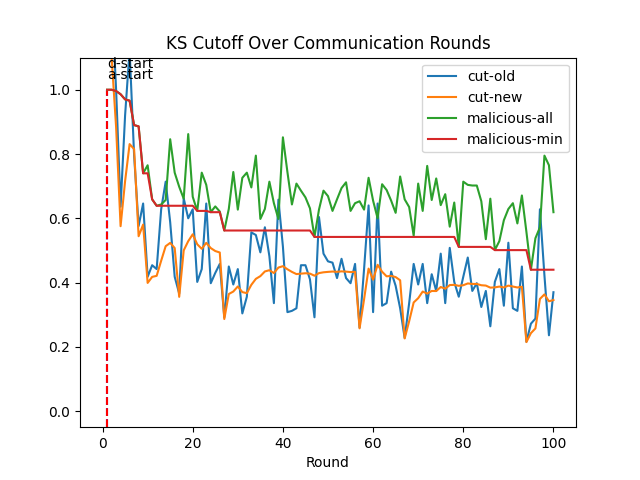 KS Cutoff Over Communication Rounds
d-start
a-start
cut-old
cut-new
malicious-all
malicious-min
1.0
0.8
0.6
0.4
0.2
0.0
0 20 40 60 80 100
Round